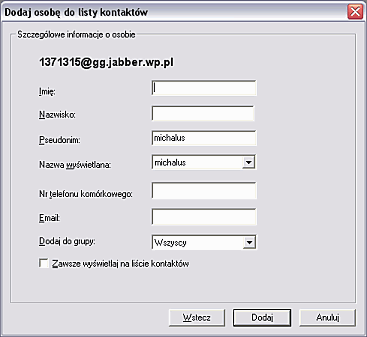 Dodaj osobę do listy kontaktów
Szczegółowe informacje o osobie
1371315@gg.jabber.wp.pl
Imię:
Nazwisko:
Pseudonim: michalus
Nazwa wyświetlana: michalus
Nr telefonu komórkowego:
Email:
Dodaj do grupy: Wszyscy
Zawsze wyświetlaj na liście kontaktów
Wstecz Dodaj Anuluj